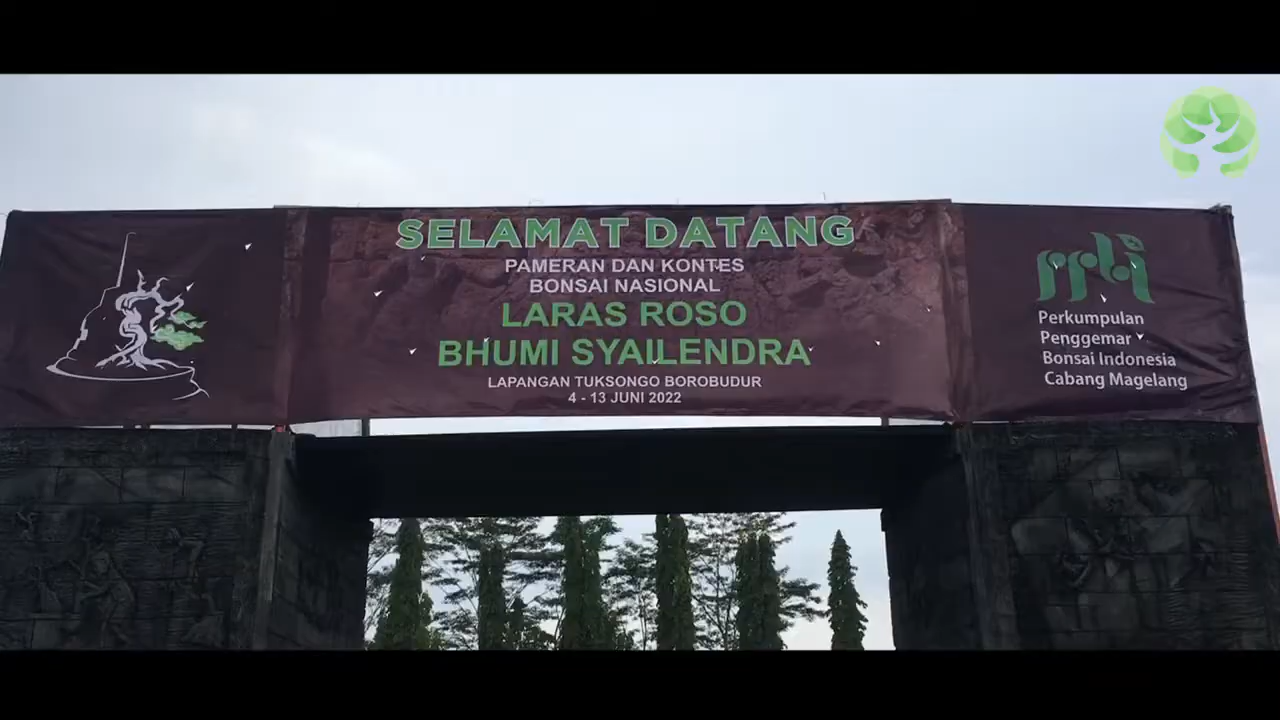 SELAMAT DATANG
PAMERAN DAN KONTES
BONSAI NASIONAL
LARAS ROSO
BHUMI SYAILENDRA
LAPANGAN TUKSONGO BOROBUDUR
4 - 13 JUNI 2022
ppbi
Perkumpulan
Penggemar
Bonsai Indonesia
Cabang Magelang